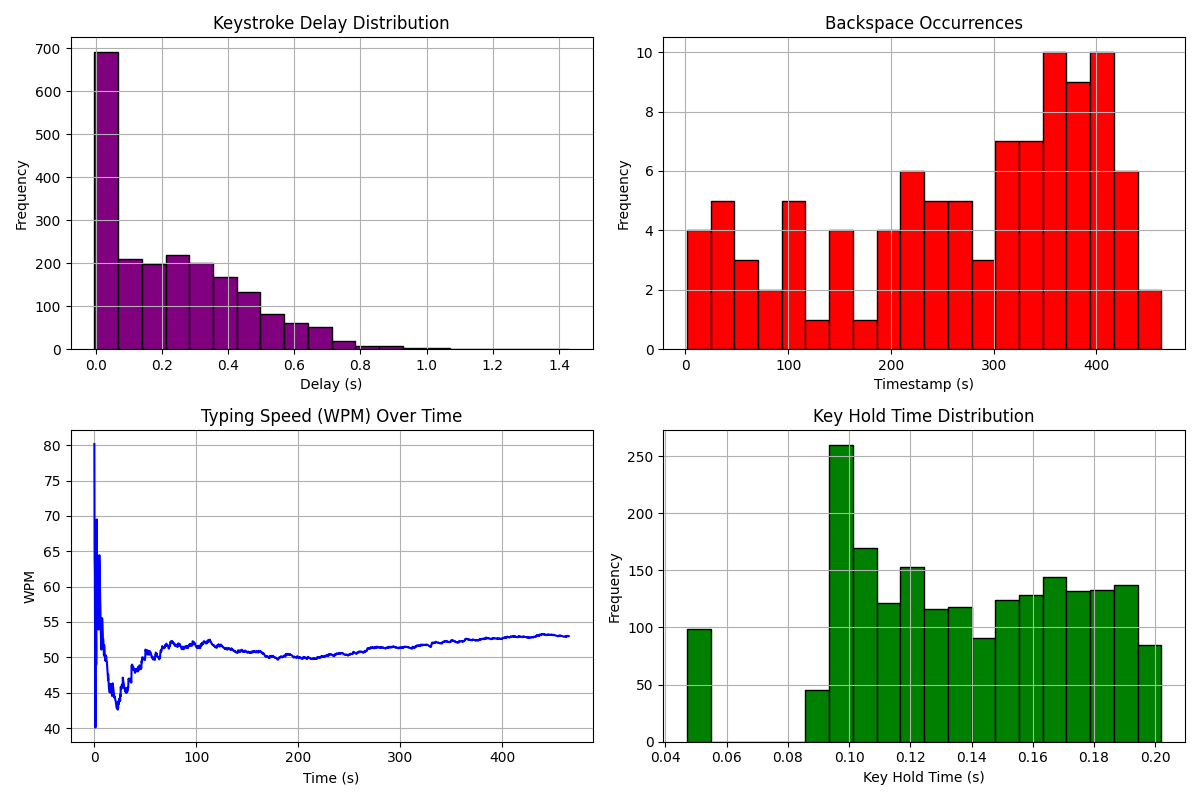 Keystroke Delay Distribution
700
600
500
400
300
200
100
0
Frequency
0.0 0.2 0.4 0.6 0.8 1.0 1.2 1.4
Delay (s)
Backspace Occurrences
10
8
6
4
2
0
Frequency
0 100 200 300 400
Timestamp (s)
Typing Speed (WPM) Over Time
80
75
70
65
60
55
50
45
40
WPM
0 100 200 300 400
Time (s)
Key Hold Time Distribution
250
200
150
100
50
0
Frequency
0.04 0.06 0.08 0.10 0.12 0.14 0.16 0.18 0.20
Key Hold Time (s)